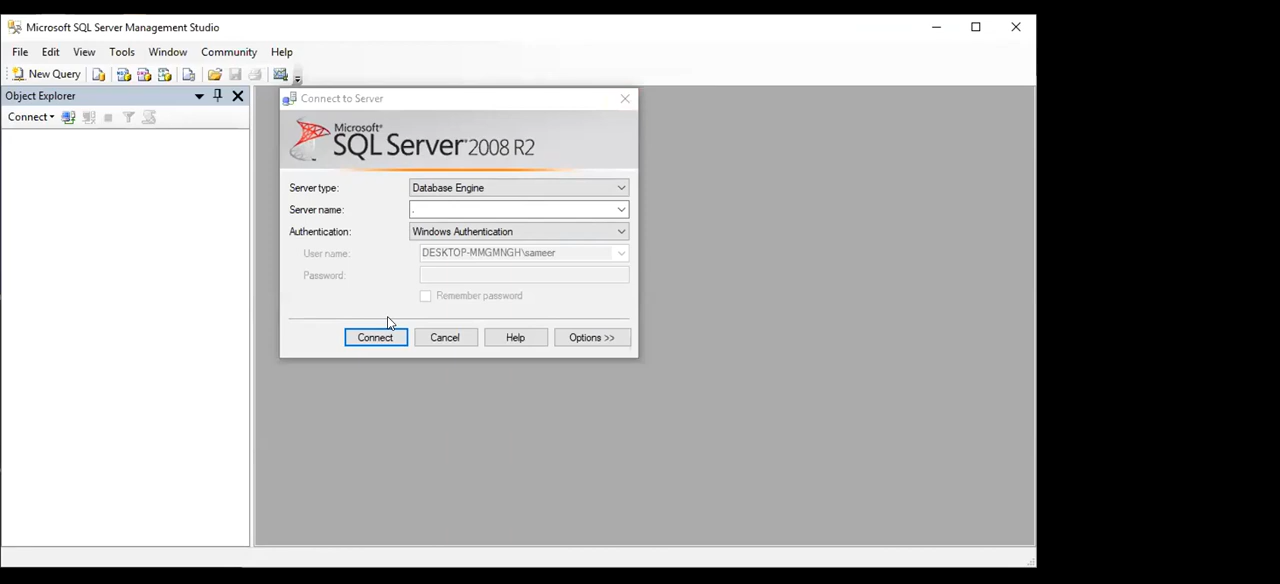 Microsoft SQL Server Management Studio
File Edit View Tools Window Community Help
New Query
Object Explorer
Connect
Connect to Server
Microsoft®
SQL Server® 2008 R2
Server type: Database Engine
Server name: .
Authentication: Windows Authentication
User name: DESKTOP-MMGMNGH\sameer
Password:
Remember password
Connect Cancel Help Options >>